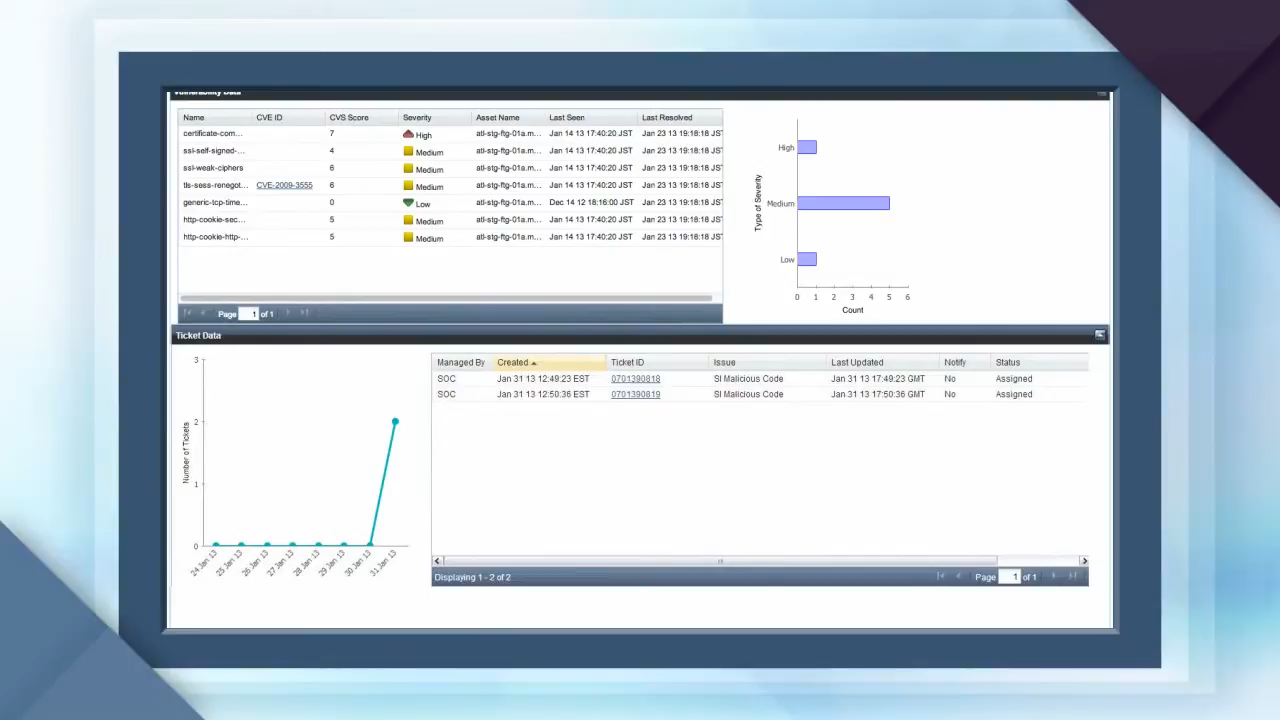 Vulnerability Data
Name CVE ID CVS Score Severity Asset Name Last Seen Last Resolved
certificate-com... 7 High atl-stg-ftg-01a.m... Jan 14 13 17:40:20 JST Jan 23 13 19:18:18 JST
ssl-self-signed-... 4 Medium atl-stg-ftg-01a.m... Jan 14 13 17:40:20 JST Jan 23 13 19:18:18 JST
ssl-weak-ciphers 6 Medium atl-stg-ftg-01a.m... Jan 14 13 17:40:20 JST Jan 23 13 19:18:18 JST
tls-sess-renegot... CVE-2009-3555 6 Medium atl-stg-ftg-01a.m... Jan 14 13 17:40:20 JST Jan 23 13 19:18:18 JST
generic-tcp-time... 0 Low atl-stg-ftg-01a.m... Dec 14 12 18:16:00 JST Jan 23 13 19:18:18 JST
http-cookie-sec... 5 Medium atl-stg-ftg-01a.m... Jan 14 13 17:40:20 JST Jan 23 13 19:18:18 JST
http-cookie-http-... 5 Medium atl-stg-ftg-01a.m... Jan 14 13 17:40:20 JST Jan 23 13 19:18:18 JST
Page 1 of 1
Type of Severity
High
Medium
Low
0 1 2 3 4 5 6
Count
Ticket Data
Number of Tickets
3
2
1
0
24 Jan 13 25 Jan 13 26 Jan 13 27 Jan 13 28 Jan 13 29 Jan 13 30 Jan 13 31 Jan 13
Managed By Created Ticket ID Issue Last Updated Notify Status
SOC Jan 31 13 12:49:23 EST 0701390818 SI Malicious Code Jan 31 13 17:49:23 GMT No Assigned
SOC Jan 31 13 12:50:36 EST 0701390819 SI Malicious Code Jan 31 13 17:50:36 GMT No Assigned
Displaying 1 - 2 of 2 Page 1 of 1